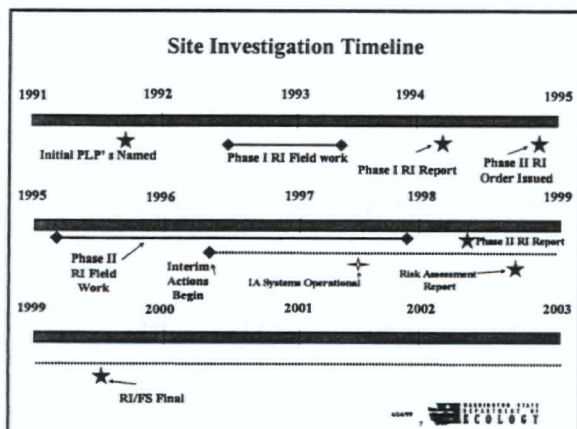 Site Investigation Timeline
1991 1992 1993 1994 1995
Initial PLP' s Named
Phase I RI Field work
Phase I RI Report
Phase II RI
Order Issued
1995 1996 1997 1998 1999
Phase II
RI Field
Work
Interim
Actions
Begin
IA Systems Operational
Phase II RI Report
Risk Assessment
Report
1999 2000 2001 2002 2003
RI/FS Final
7
WASHINGTON STATE
DEPARTMENT OF
ECOLOGY